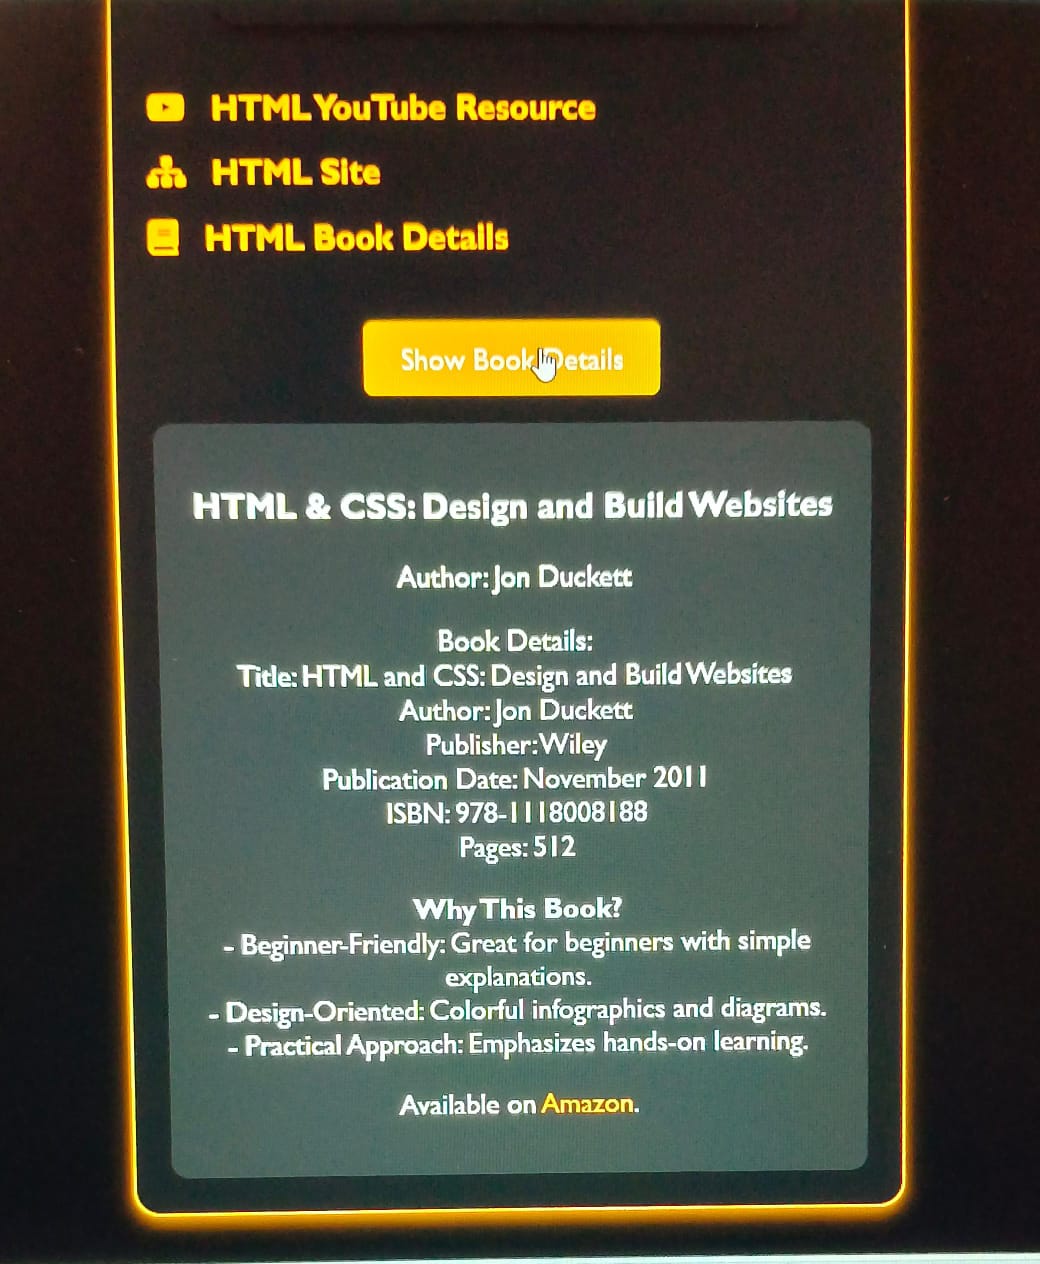 HTML YouTube Resource
HTML Site
HTML Book Details
Show Book Details
HTML & CSS: Design and Build Websites
Author: Jon Duckett
Book Details:
Title: HTML and CSS: Design and Build Websites
Author: Jon Duckett
Publisher: Wiley
Publication Date: November 2011
ISBN: 978-1118008188
Pages: 512
Why This Book?
- Beginner-Friendly: Great for beginners with simple
explanations.
- Design-Oriented: Colorful infographics and diagrams.
- Practical Approach: Emphasizes hands-on learning.
Available on Amazon.